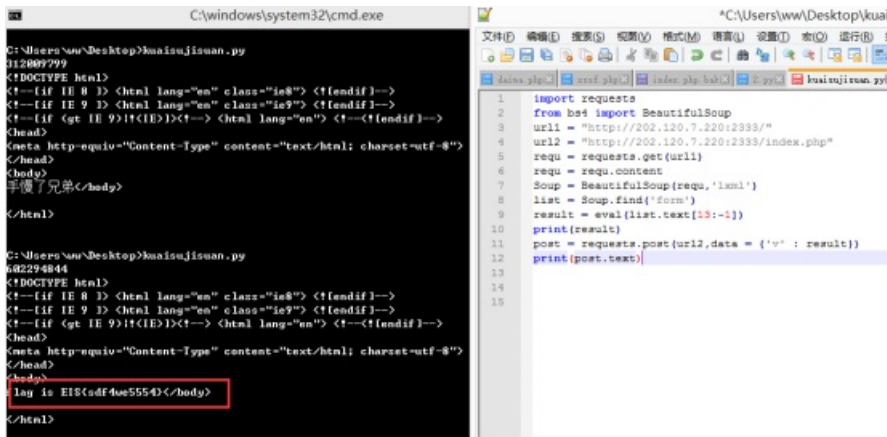 C:\windows\system32\cmd.exe
C:\Users\ww\Desktop>kuaisujisuan.py
312009799
<!DOCTYPE html>
<!--[if IE 8 ]> <html lang="en" class="ie8"> <![endif]-->
<!--[if IE 9 ]> <html lang="en" class="ie9"> <![endif]-->
<!--[if (gt IE 9)|!(IE)]><!--> <html lang="en"> <!--<![endif]-->
<head>
<meta http-equiv="Content-Type" content="text/html; charset=utf-8">
</head>
<body>
手慢了兄弟</body>
</html>
C:\Users\ww\Desktop>kuaisujisuan.py
602294844
<!DOCTYPE html>
<!--[if IE 8 ]> <html lang="en" class="ie8"> <![endif]-->
<!--[if IE 9 ]> <html lang="en" class="ie9"> <![endif]-->
<!--[if (gt IE 9)|!(IE)]><!--> <html lang="en"> <!--<![endif]-->
<head>
<meta http-equiv="Content-Type" content="text/html; charset=utf-8">
</head>
<body>
flag is EIS{sdf4we5554}</body>
</html>
*C:\Users\ww\Desktop\kuai
文件(F) 编辑(E) 搜索(S) 视图(V) 格式(M) 语言(L) 设置(T) 宏(O) 运行(R)
daima.php index.php.bak 2.py kuaisujisuan.py
1 import requests
2 from bs4 import BeautifulSoup
3 url1 = "http://202.120.7.220:2333/"
4 url2 = "http://202.120.7.220:2333/index.php"
5 requ = requests.get(url1)
6 requ = requ.content
7 Soup = BeautifulSoup(requ,'lxml')
8 list = Soup.find('form')
9 result = eval(list.text[13:-1])
10 print(result)
11 post = requests.post(url2,data = {'v' : result})
12 print(post.text)
13
14
15